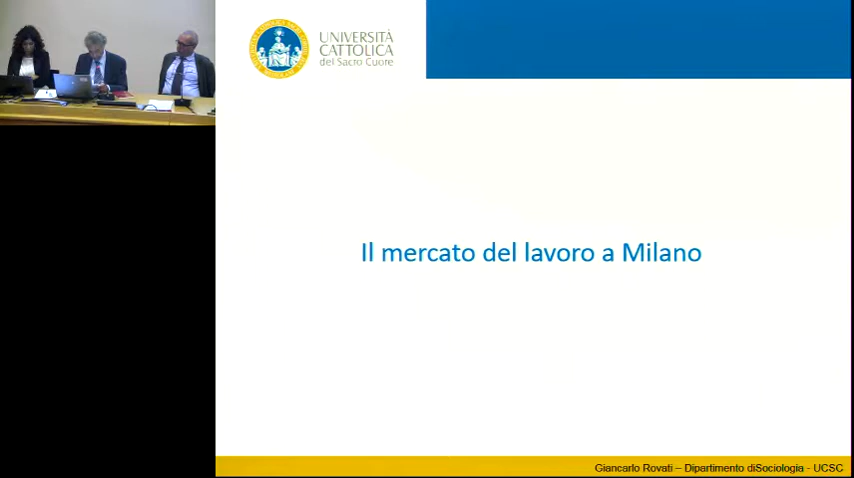 UNIVERSITÀ
CATTOLICA
del Sacro Cuore
Il mercato del lavoro a Milano
Giancarlo Rovati – Dipartimento diSociologia - UCSC